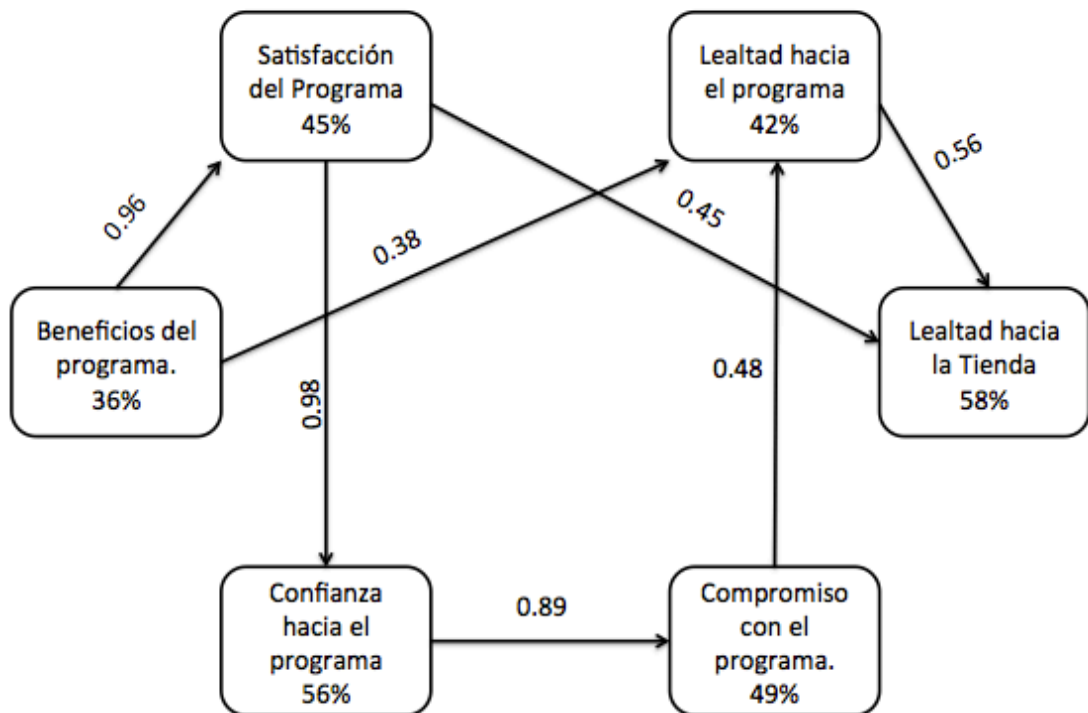 Satisfacción
del Programa
45%
Lealtad hacia
el programa
42%
0.96
0.38
0.45
0.56
Beneficios del
programa.
36%
0.98
0.48
Lealtad hacia
la Tienda
58%
Confianza
hacia el
programa
56%
0.89
Compromiso
con el
programa.
49%